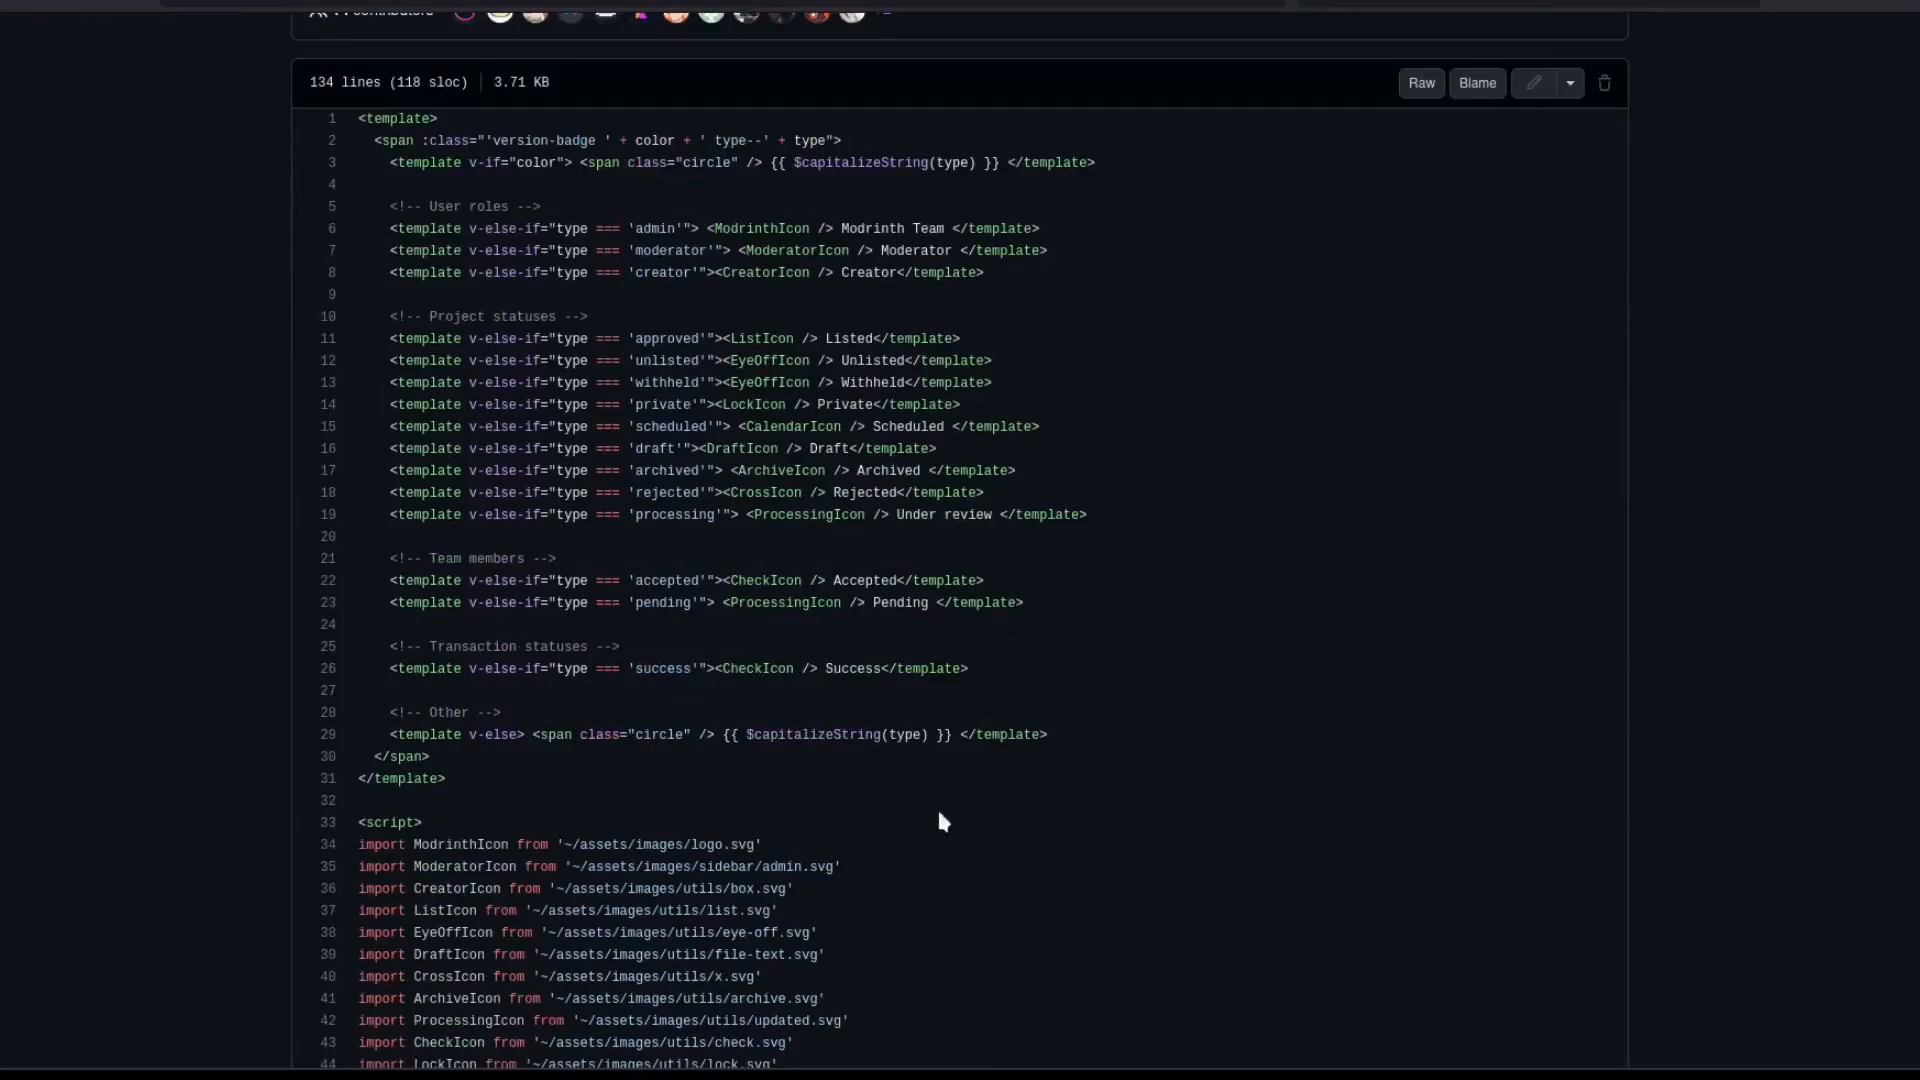 contributors
134 lines (118 sloc) 3.71 KB Raw Blame
1 <template>
2 <span :class="'version-badge ' + color + ' type--' + type">
3 <template v-if="color"> <span class="circle" /> {{ $capitalizeString(type) }} </template>
4
5 <!-- User roles -->
6 <template v-else-if="type === 'admin'"> <ModrinthIcon /> Modrinth Team </template>
7 <template v-else-if="type === 'moderator'"> <ModeratorIcon /> Moderator </template>
8 <template v-else-if="type === 'creator'"><CreatorIcon /> Creator</template>
9
10 <!-- Project statuses -->
11 <template v-else-if="type === 'approved'"><ListIcon /> Listed</template>
12 <template v-else-if="type === 'unlisted'"><EyeOffIcon /> Unlisted</template>
13 <template v-else-if="type === 'withheld'"><EyeOffIcon /> Withheld</template>
14 <template v-else-if="type === 'private'"><LockIcon /> Private</template>
15 <template v-else-if="type === 'scheduled'"> <CalendarIcon /> Scheduled </template>
16 <template v-else-if="type === 'draft'"><DraftIcon /> Draft</template>
17 <template v-else-if="type === 'archived'"> <ArchiveIcon /> Archived </template>
18 <template v-else-if="type === 'rejected'"><CrossIcon /> Rejected</template>
19 <template v-else-if="type === 'processing'"> <ProcessingIcon /> Under review </template>
20
21 <!-- Team members -->
22 <template v-else-if="type === 'accepted'"><CheckIcon /> Accepted</template>
23 <template v-else-if="type === 'pending'"> <ProcessingIcon /> Pending </template>
24
25 <!-- Transaction statuses -->
26 <template v-else-if="type === 'success'"><CheckIcon /> Success</template>
27
28 <!-- Other -->
29 <template v-else> <span class="circle" /> {{ $capitalizeString(type) }} </template>
30 </span>
31 </template>
32
33 <script>
34 import ModrinthIcon from '~/assets/images/logo.svg'
35 import ModeratorIcon from '~/assets/images/sidebar/admin.svg'
36 import CreatorIcon from '~/assets/images/utils/box.svg'
37 import ListIcon from '~/assets/images/utils/list.svg'
38 import EyeOffIcon from '~/assets/images/utils/eye-off.svg'
39 import DraftIcon from '~/assets/images/utils/file-text.svg'
40 import CrossIcon from '~/assets/images/utils/x.svg'
41 import ArchiveIcon from '~/assets/images/utils/archive.svg'
42 import ProcessingIcon from '~/assets/images/utils/updated.svg'
43 import CheckIcon from '~/assets/images/utils/check.svg'
44 import LockIcon from '~/assets/images/utils/lock.svg'